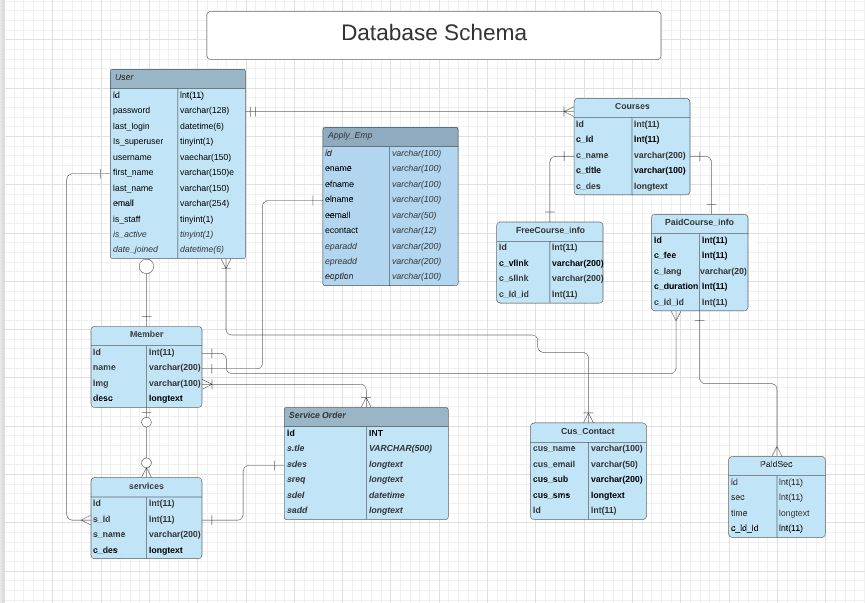 Database Schema
User
id Int(11)
password varchar(128)
last_login datetime(6)
is_superuser tinyint(1)
username vaechar(150)
first_name varchar(150)e
last_name varchar(150)
email varchar(254)
is_staff tinyint(1)
is_active tinyint(1)
date_joined datetime(6)
Apply_Emp
id varchar(100)
ename varchar(100)
efname varchar(100)
elname varchar(100)
eemail varchar(50)
econtact varchar(12)
eparadd varchar(200)
epreadd varchar(200)
eoption varchar(100)
Courses
Id Int(11)
c_id Int(11)
c_name varchar(200)
c_title varchar(100)
c_des longtext
FreeCourse_info
Id Int(11)
c_vlink varchar(200)
c_slink varchar(200)
c_id_id Int(11)
PaidCourse_info
Id Int(11)
c_fee Int(11)
c_lang varchar(20)
c_duration Int(11)
c_id_id Int(11)
Member
Id Int(11)
name varchar(200)
Img varchar(100)
desc longtext
Service Order
Id INT
s.tle VARCHAR(500)
sdes longtext
sreq longtext
sdel datetime
sadd longtext
Cus_Contact
cus_name varchar(100)
cus_email varchar(50)
cus_sub varchar(200)
cus_sms longtext
Id Int(11)
PaidSec
id Int(11)
sec Int(11)
time longtext
c_id_id Int(11)
services
Id Int(11)
s_id Int(11)
s_name varchar(200)
c_des longtext